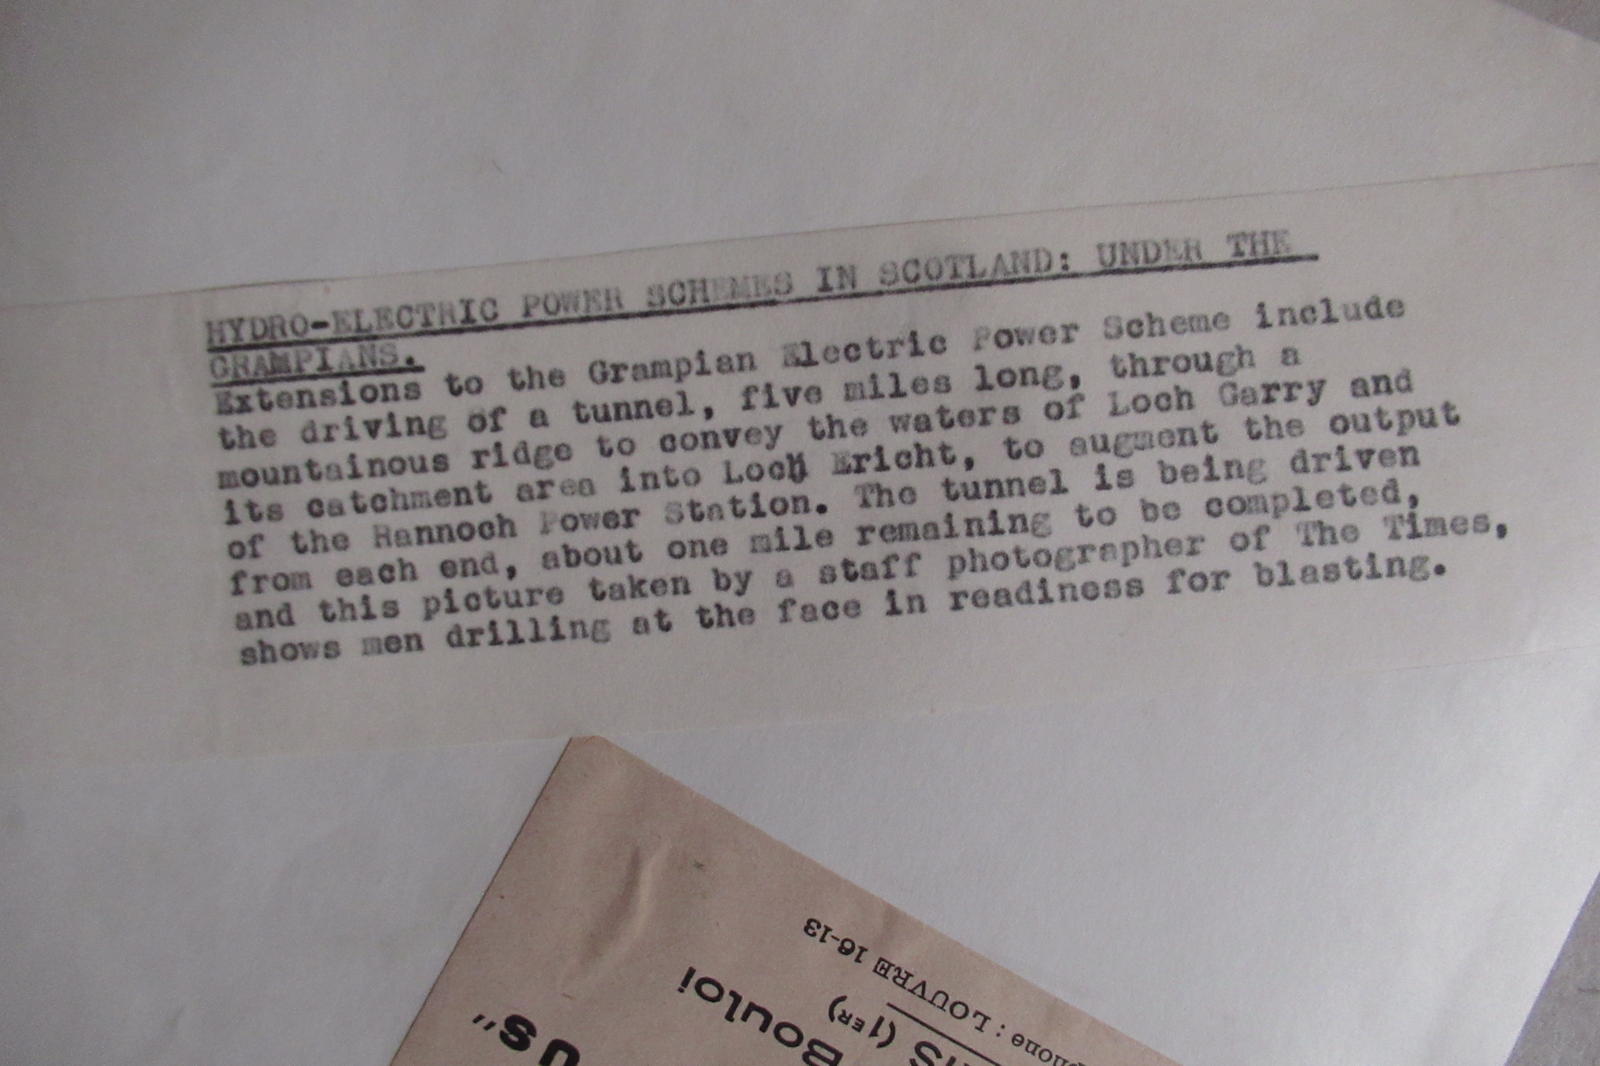 HYDRO-ELECTRIC POWER SCHEMES IN SCOTLAND: UNDER THE
GRAMPIANS.
Extensions to the Grampian Electric Power Scheme include
the driving of a tunnel, five miles long, through a
mountainous ridge to convey the waters of Loch Garry and
its catchment area into Loch Ericht, to augment the output
of the Rannoch Power Station. The tunnel is being driven
from each end, about one mile remaining to be completed,
and this picture taken by a staff photographer of The Times,
shows men drilling at the face in readiness for blasting.
us"
Bouloi
(1ER)
phone : LOUVRE 16-13